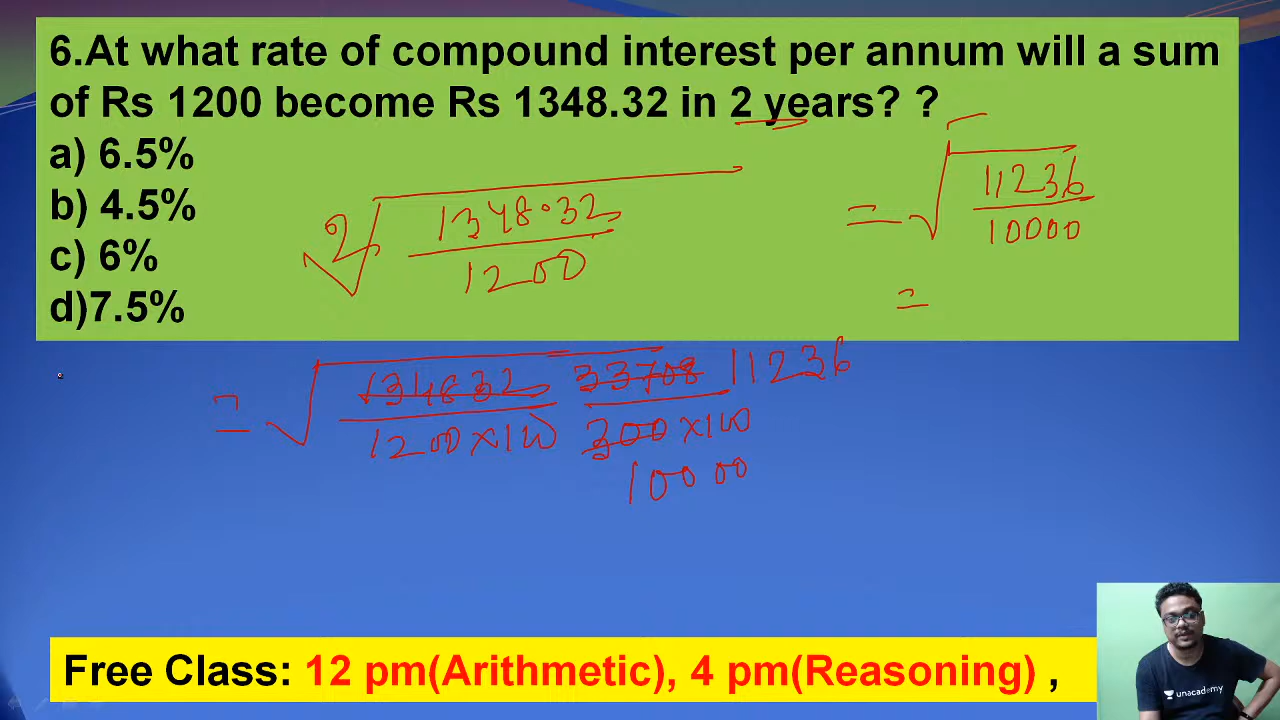 6.At what rate of compound interest per annum will a sum
of Rs 1200 become Rs 1348.32 in 2 years? ?
a) 6.5%
b) 4.5%
c) 6%
d)7.5%
2√ 1348.32
1200
= √ 11236
10000
=
= √ 134832 33708 11236
1200×100 300×100
10000
Free Class: 12 pm(Arithmetic), 4 pm(Reasoning) ,
unacademy